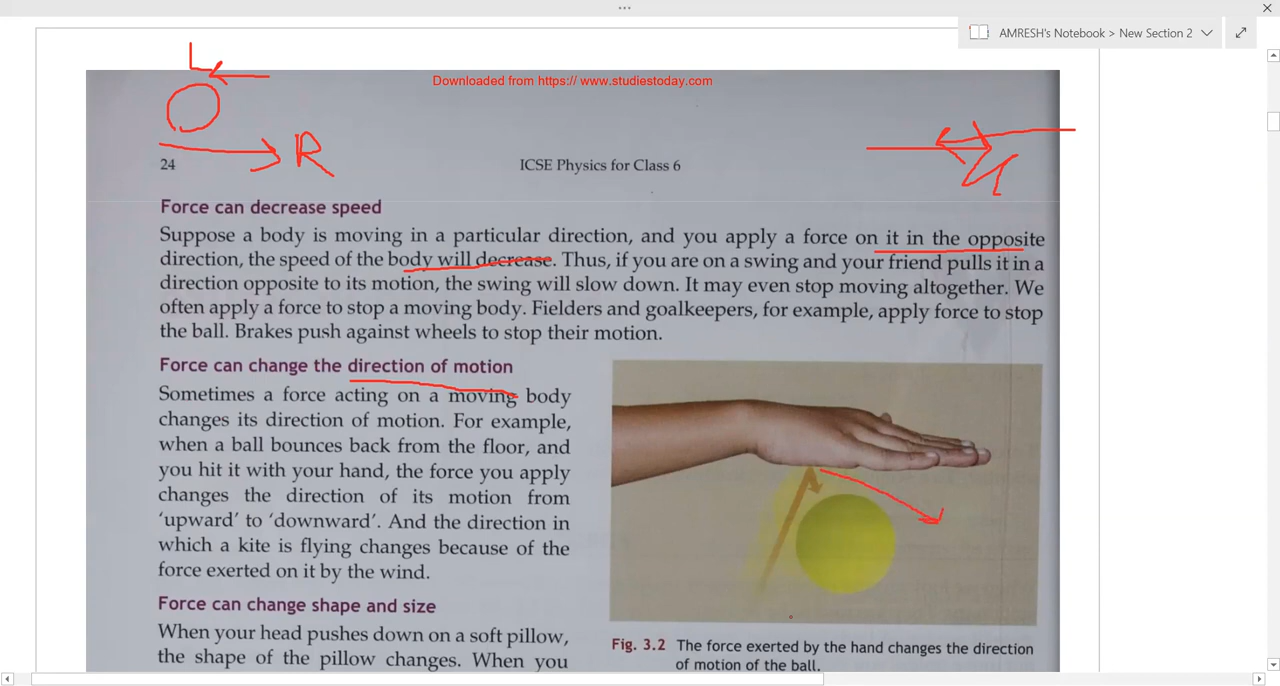 AMRESH's Notebook > New Section 2
L
Downloaded from https:// www.studiestoday.com
R
24
ICSE Physics for Class 6
Force can decrease speed
Suppose a body is moving in a particular direction, and you apply a force on it in the opposite
direction, the speed of the body will decrease. Thus, if you are on a swing and your friend pulls it in a
direction opposite to its motion, the swing will slow down. It may even stop moving altogether. We
often apply a force to stop a moving body. Fielders and goalkeepers, for example, apply force to stop
the ball. Brakes push against wheels to stop their motion.
Force can change the direction of motion
Sometimes a force acting on a moving body
changes its direction of motion. For example,
when a ball bounces back from the floor, and
you hit it with your hand, the force you apply
changes the direction of its motion from
‘upward’ to ‘downward’. And the direction in
which a kite is flying changes because of the
force exerted on it by the wind.
Force can change shape and size
When your head pushes down on a soft pillow,
the shape of the pillow changes. When you
Fig. 3.2 The force exerted by the hand changes the direction
of motion of the ball.